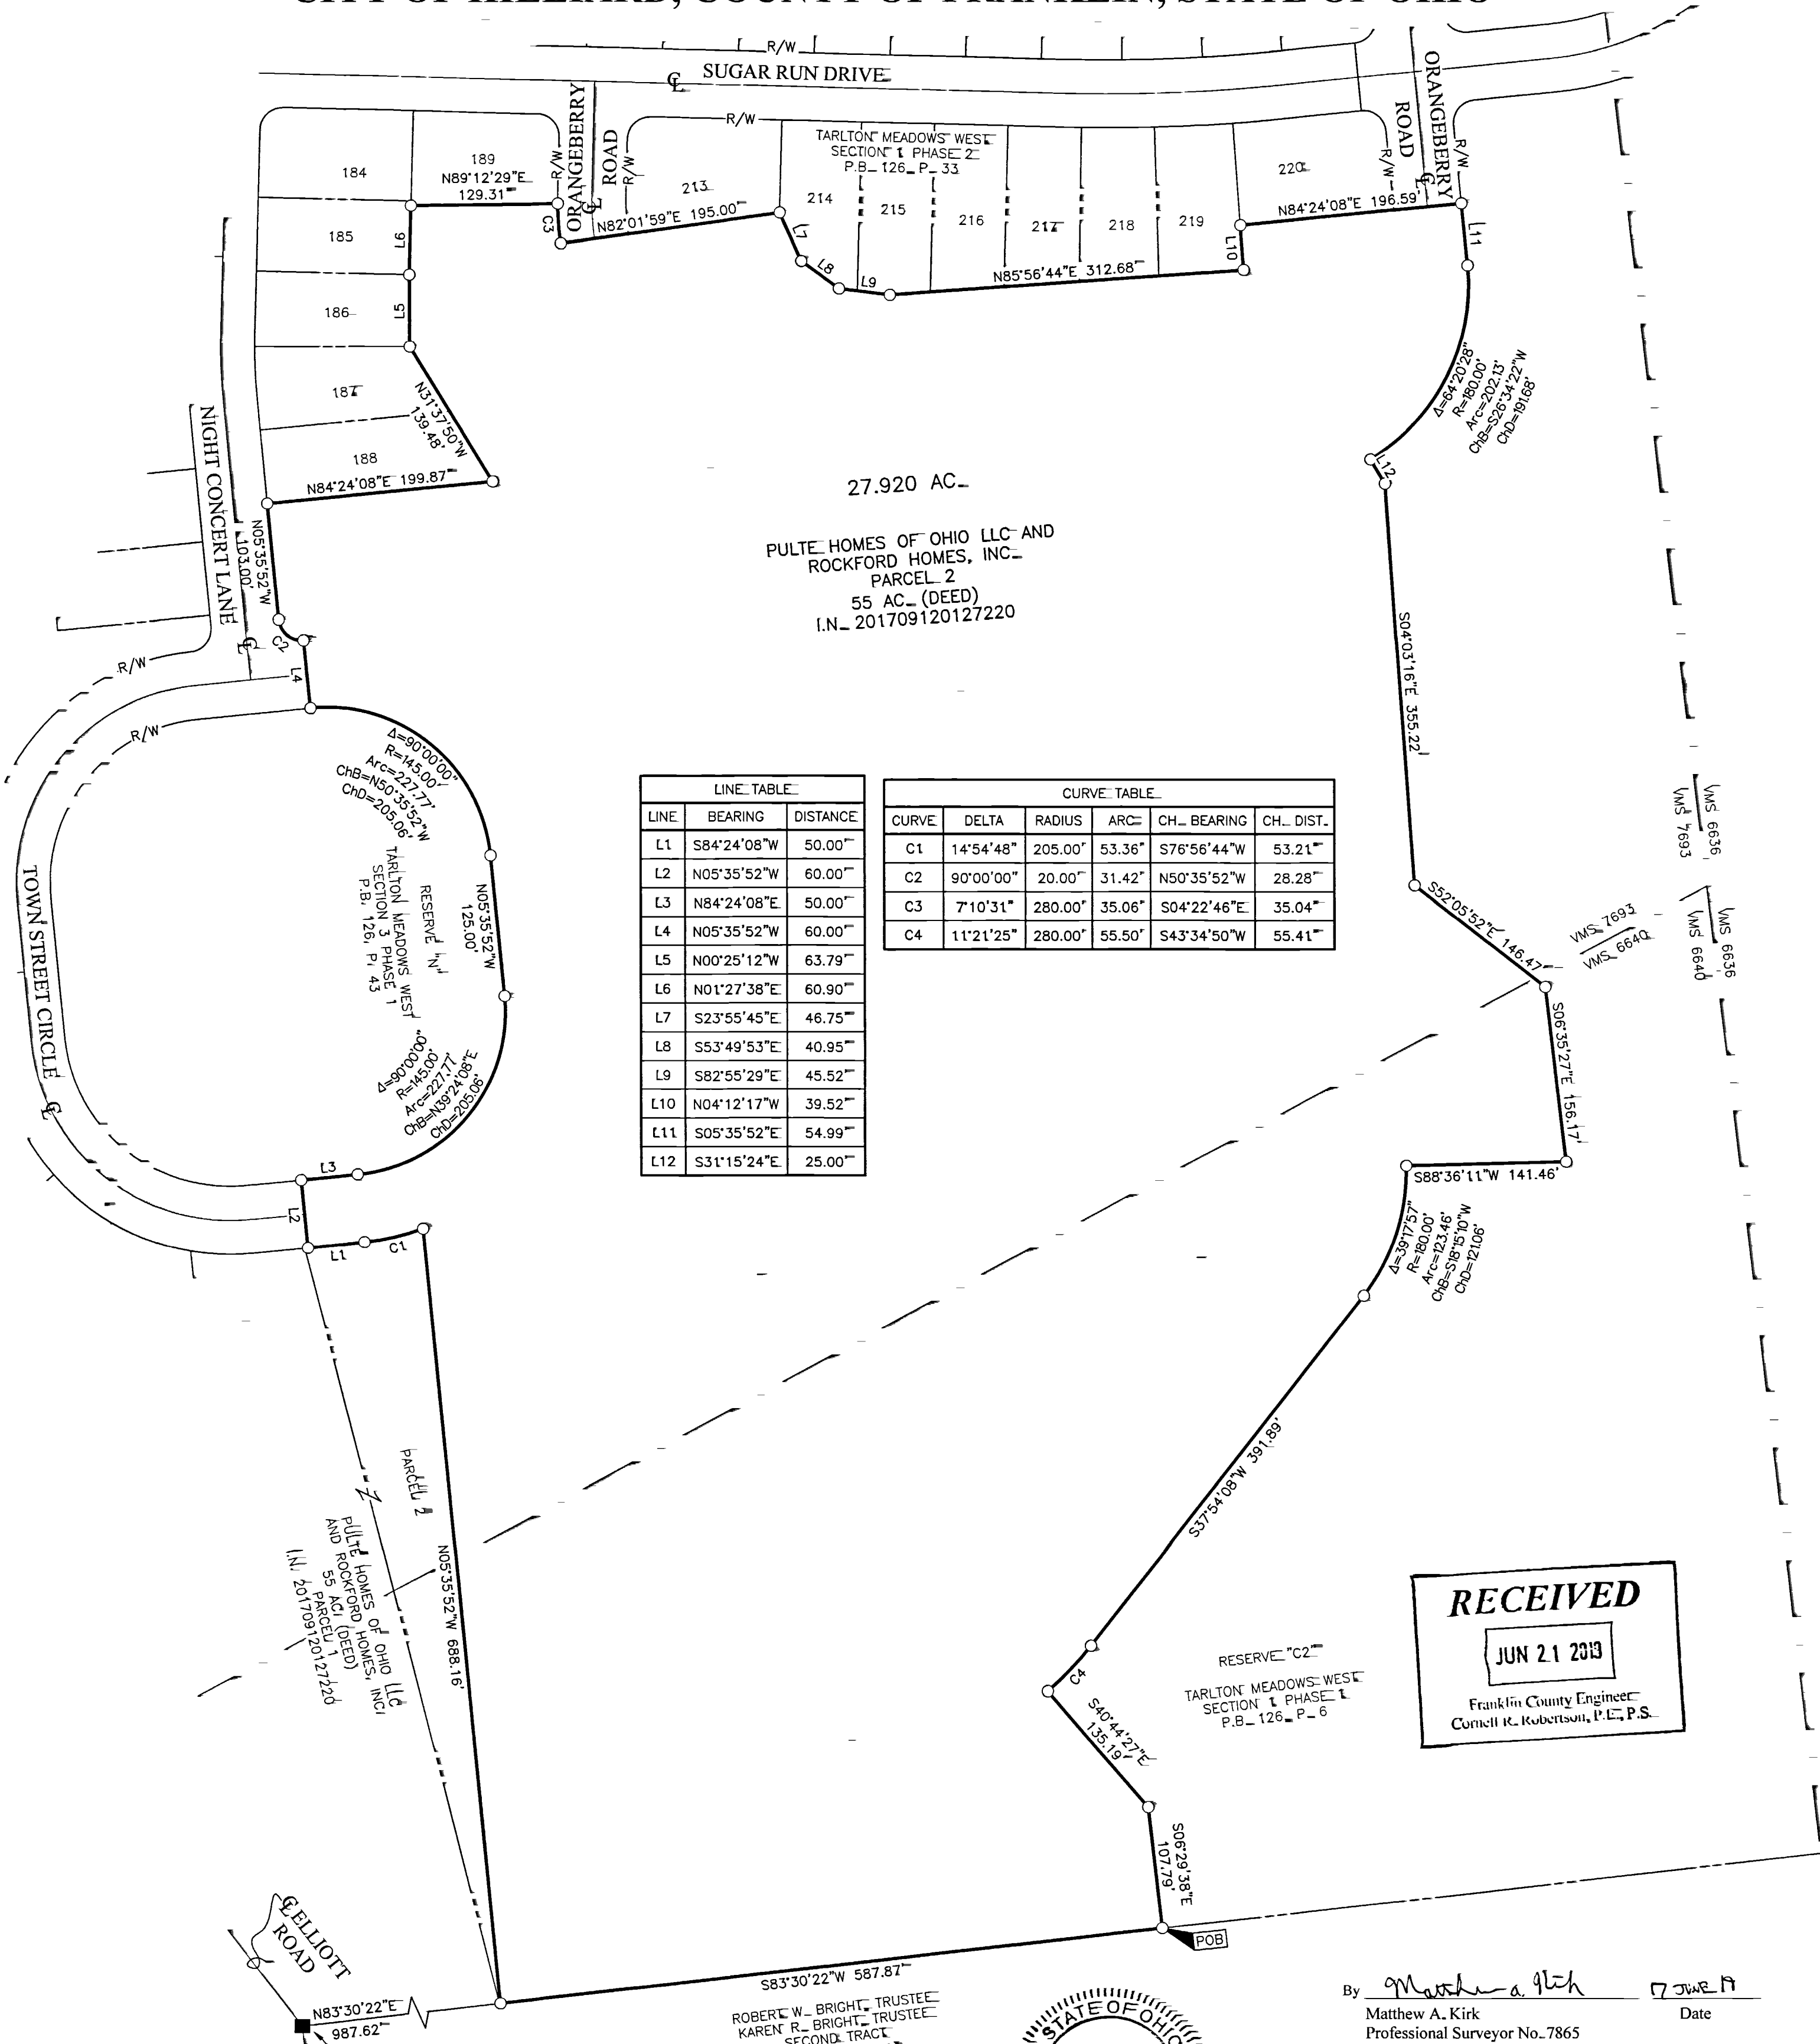 CITY OF HILLIARD, COUNTY OF FRANKLIN, STATE OF OHIO
R/W
SUGAR RUN DRIVE
℄
ORANGEBERRY
ROAD
R/W
R/W
℄
R/W
ORANGEBERRY
ROAD
R/W
R/W
℄
TARLTON MEADOWS WEST
SECTION 1 PHASE 2
P.B. 126, P. 33
184
185
186
187
188
189
213
214
215
216
217
218
219
220
N89°12'29"E
129.31'
C3
N82°01'59"E 195.00'
L7
L8
L9
N85°56'44"E 312.68'
L10
N84°24'08"E 196.59'
L11
L6
L5
N31°37'50"W
139.48'
N84°24'08"E 199.87'
NIGHT CONCERT LANE
℄
N05°35'52"W
103.00'
C2
L4
R/W
R/W
Δ=64°20'28"
R=180.00'
Arc=202.13'
ChB=S26°34'22"W
ChD=191.68'
L12
27.920 AC.
PULTE HOMES OF OHIO LLC AND
ROCKFORD HOMES, INC.
PARCEL 2
55 AC. (DEED)
I.N. 201709120127220
S04°03'16"E 355.22'
Δ=90°00'00"
R=145.00'
Arc=227.77'
ChB=N50°35'52"W
ChD=205.06'
RESERVE "N"
TARLTON MEADOWS WEST
SECTION 3 PHASE 1
P.B. 126, P. 43
N05°35'52"W
125.00'
Δ=90°00'00"
R=145.00'
Arc=227.77'
ChB=N39°24'08"E
ChD=205.06'
TOWN STREET CIRCLE
℄
LINE TABLE
LINE BEARING DISTANCE
L1 S84°24'08"W 50.00'
L2 N05°35'52"W 60.00'
L3 N84°24'08"E 50.00'
L4 N05°35'52"W 60.00'
L5 N00°25'12"W 63.79'
L6 N01°27'38"E 60.90'
L7 S23°55'45"E 46.75'
L8 S53°49'53"E 40.95'
L9 S82°55'29"E 45.52'
L10 N04°12'17"W 39.52'
L11 S05°35'52"E 54.99'
L12 S31°15'24"E 25.00'
CURVE TABLE
CURVE DELTA RADIUS ARC CH. BEARING CH. DIST.
C1 14°54'48" 205.00' 53.36' S76°56'44"W 53.21'
C2 90°00'00" 20.00' 31.42' N50°35'52"W 28.28'
C3 7°10'31" 280.00' 35.06' S04°22'46"E 35.04'
C4 11°21'25" 280.00' 55.50' S43°34'50"W 55.41'
VMS 6636
VMS 7693
VMS 7693
VMS 6640
VMS 6636
VMS 6640
S52°05'52"E 146.47'
S06°35'27"E 156.17'
S88°36'11"W 141.46'
Δ=39°17'57"
R=180.00'
Arc=123.46'
ChB=S18°15'10"W
ChD=121.06'
L3
L2
L1
C1
S37°54'08"W 391.89'
PARCEL 2
N05°35'52"W 688.16'
PULTE HOMES OF OHIO LLC
AND ROCKFORD HOMES, INC.
55 AC. (DEED)
PARCEL 1
I.N. 201709120127220
C4
S40°44'27"E
135.19'
RESERVE "C2"
TARLTON MEADOWS WEST
SECTION 1 PHASE 1
P.B. 126, P. 6
RECEIVED
JUN 21 2019
Franklin County Engineer
Cornell R. Robertson, P.E., P.S.
S06°29'38"E
107.79'
POB
℄ ELLIOTT
ROAD
N83°30'22"E
987.62'
S83°30'22"W 587.87'
ROBERT W. BRIGHT, TRUSTEE
KAREN R. BRIGHT, TRUSTEE
SECOND TRACT
STATE OF OHIO
By Matthew A. Kirk 17 JUNE 19
Matthew A. Kirk Date
Professional Surveyor No. 7865